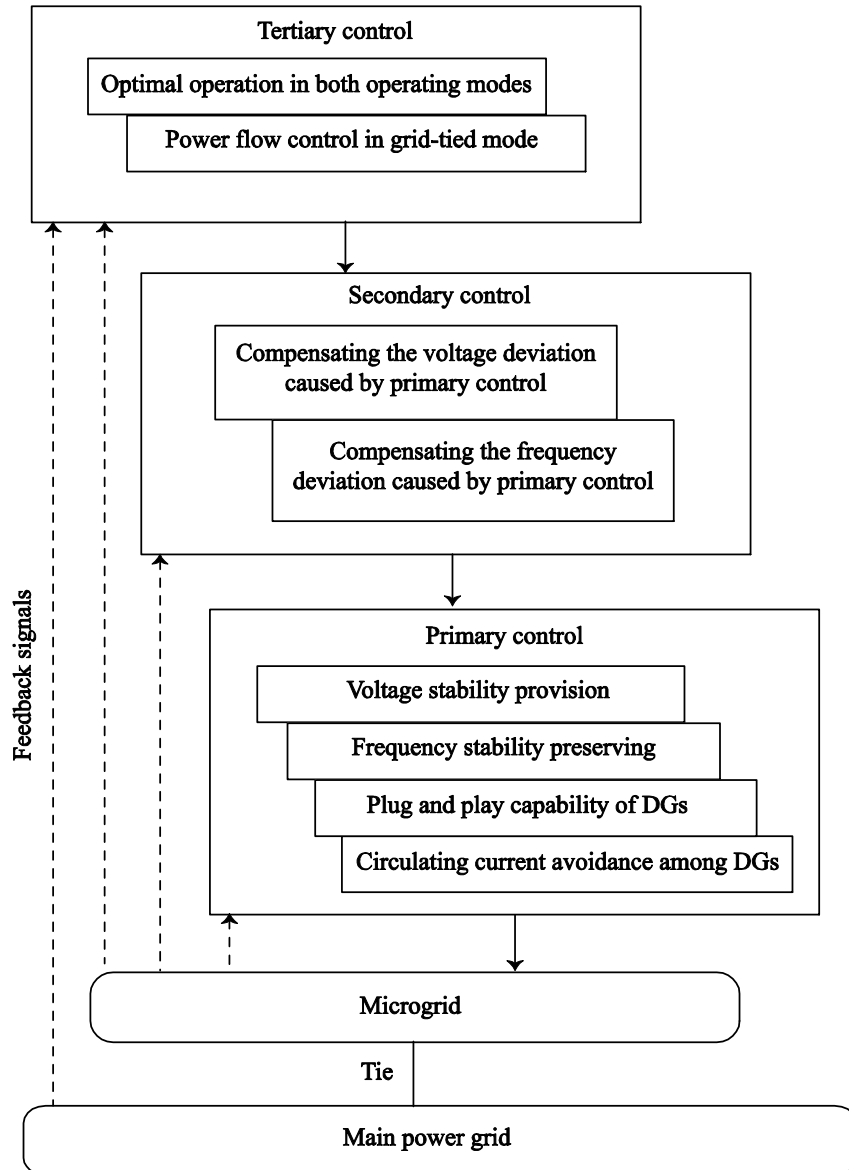 Tertiary control
Optimal operation in both operating modes
Power flow control in grid-tied mode
Secondary control
Compensating the voltage deviation
caused by primary control
Compensating the frequency
deviation caused by primary control
Feedback signals
Primary control
Voltage stability provision
Frequency stability preserving
Plug and play capability of DGs
Circulating current avoidance among DGs
Microgrid
Tie
Main power grid